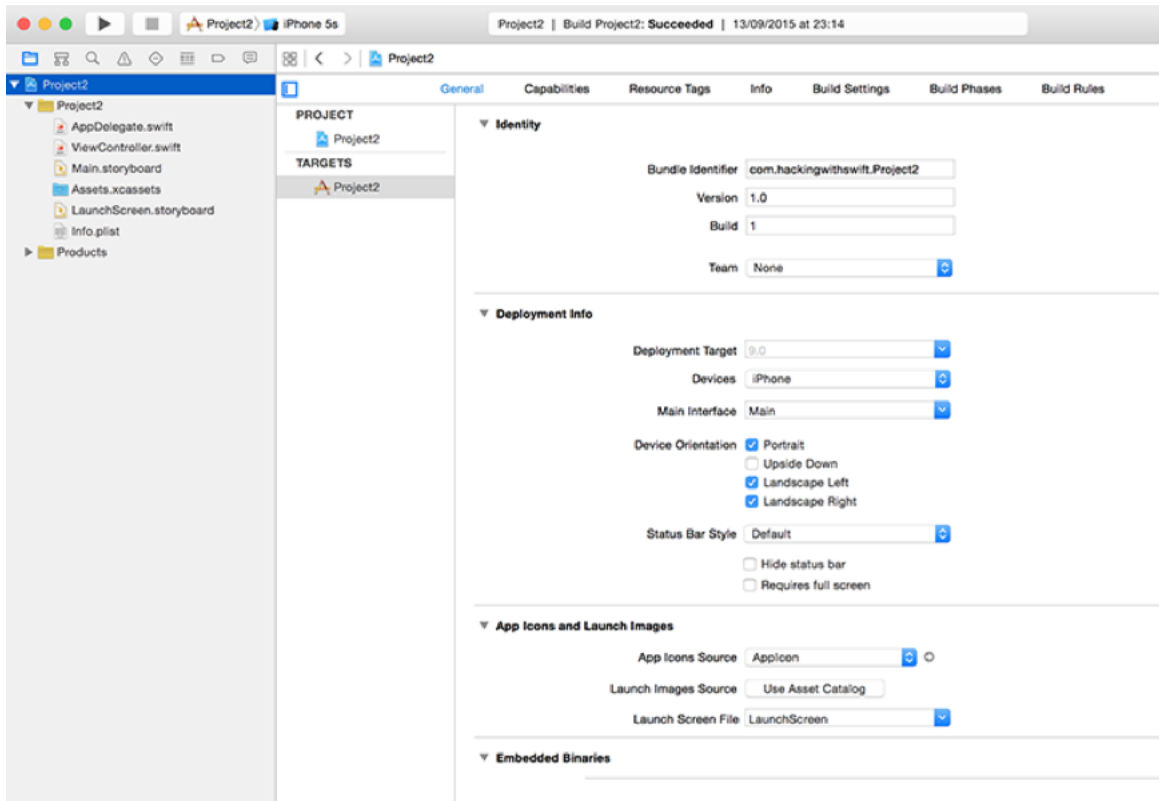 Project2 iPhone 5s Project2 | Build Project2: Succeeded | 13/09/2015 at 23:14
Project2
Project2
General Capabilities Resource Tags Info Build Settings Build Phases Build Rules
Project2
AppDelegate.swift
ViewController.swift
Main.storyboard
Assets.xcassets
LaunchScreen.storyboard
Info.plist
Products
PROJECT
Project2
TARGETS
Project2
Identity
Bundle Identifier com.hackingwithswift.Project2
Version 1.0
Build 1
Team None
Deployment Info
Deployment Target 9.0
Devices iPhone
Main Interface Main
Device Orientation Portrait
Upside Down
Landscape Left
Landscape Right
Status Bar Style Default
Hide status bar
Requires full screen
App Icons and Launch Images
App Icons Source AppIcon
Launch Images Source Use Asset Catalog
Launch Screen File LaunchScreen
Embedded Binaries